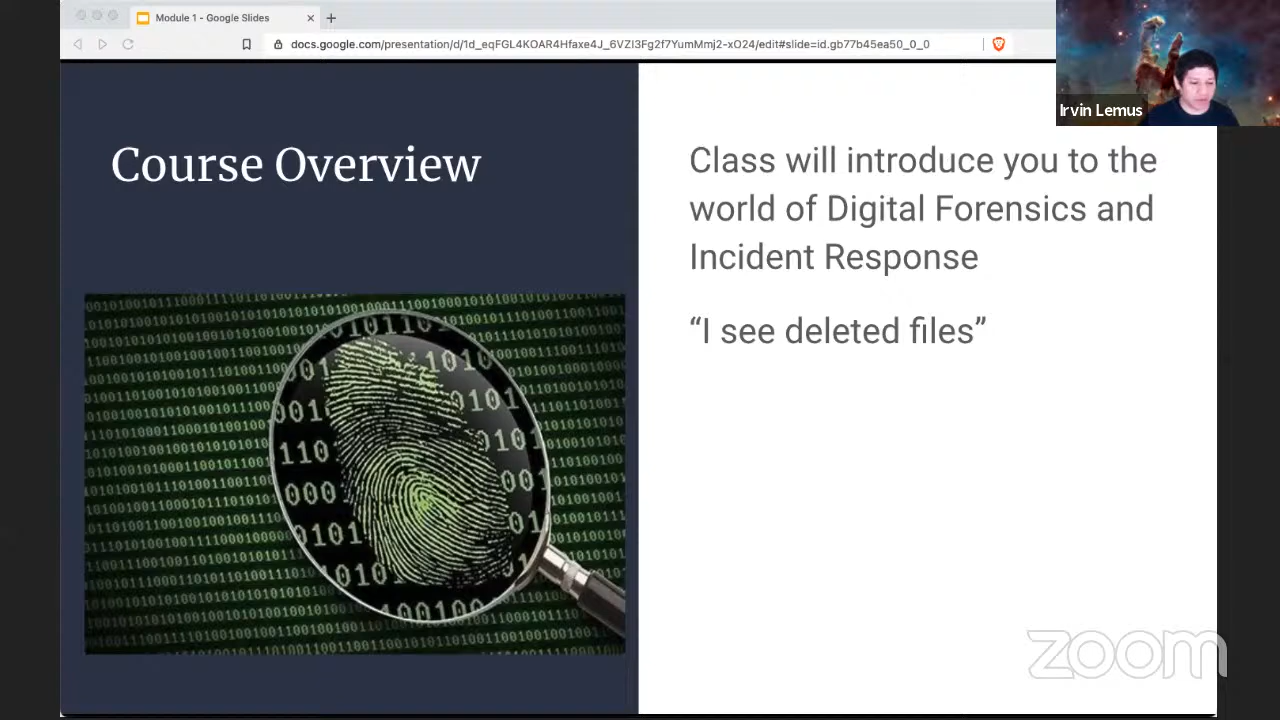 Module 1 - Google Slides
docs.google.com/presentation/d/1d_eqFGL4KOAR4Hfaxe4J_6VZI3Fg2f7YumMmj2-xO24/edit#slide=id.gb77b45ea50_0_0
Irvin Lemus
Course Overview
Class will introduce you to the
world of Digital Forensics and
Incident Response
“I see deleted files”
zoom